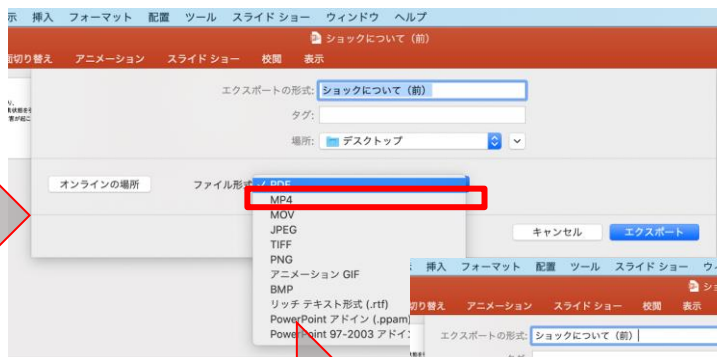 示 挿入 フォーマット 配置 ツール スライド ショー ウィンドウ ヘルプ
ショックについて（前）
面切り替え アニメーション スライド ショー 校閲 表示
エクスポートの形式: ショックについて（前）
タグ:
場所: デスクトップ
オンラインの場所 ファイル形式 ✓ PDF
MP4
MOV
JPEG
TIFF
PNG
アニメーション GIF
BMP
リッチ テキスト形式 (.rtf)
PowerPoint アドイン (.ppam)
PowerPoint 97-2003 アドイ
キャンセル エクスポート
挿入 フォーマット 配置 ツール スライド ショー ウ
ショ
切り替え アニメーション スライド ショー 校閲 表示
エクスポートの形式: ショックについて（前）